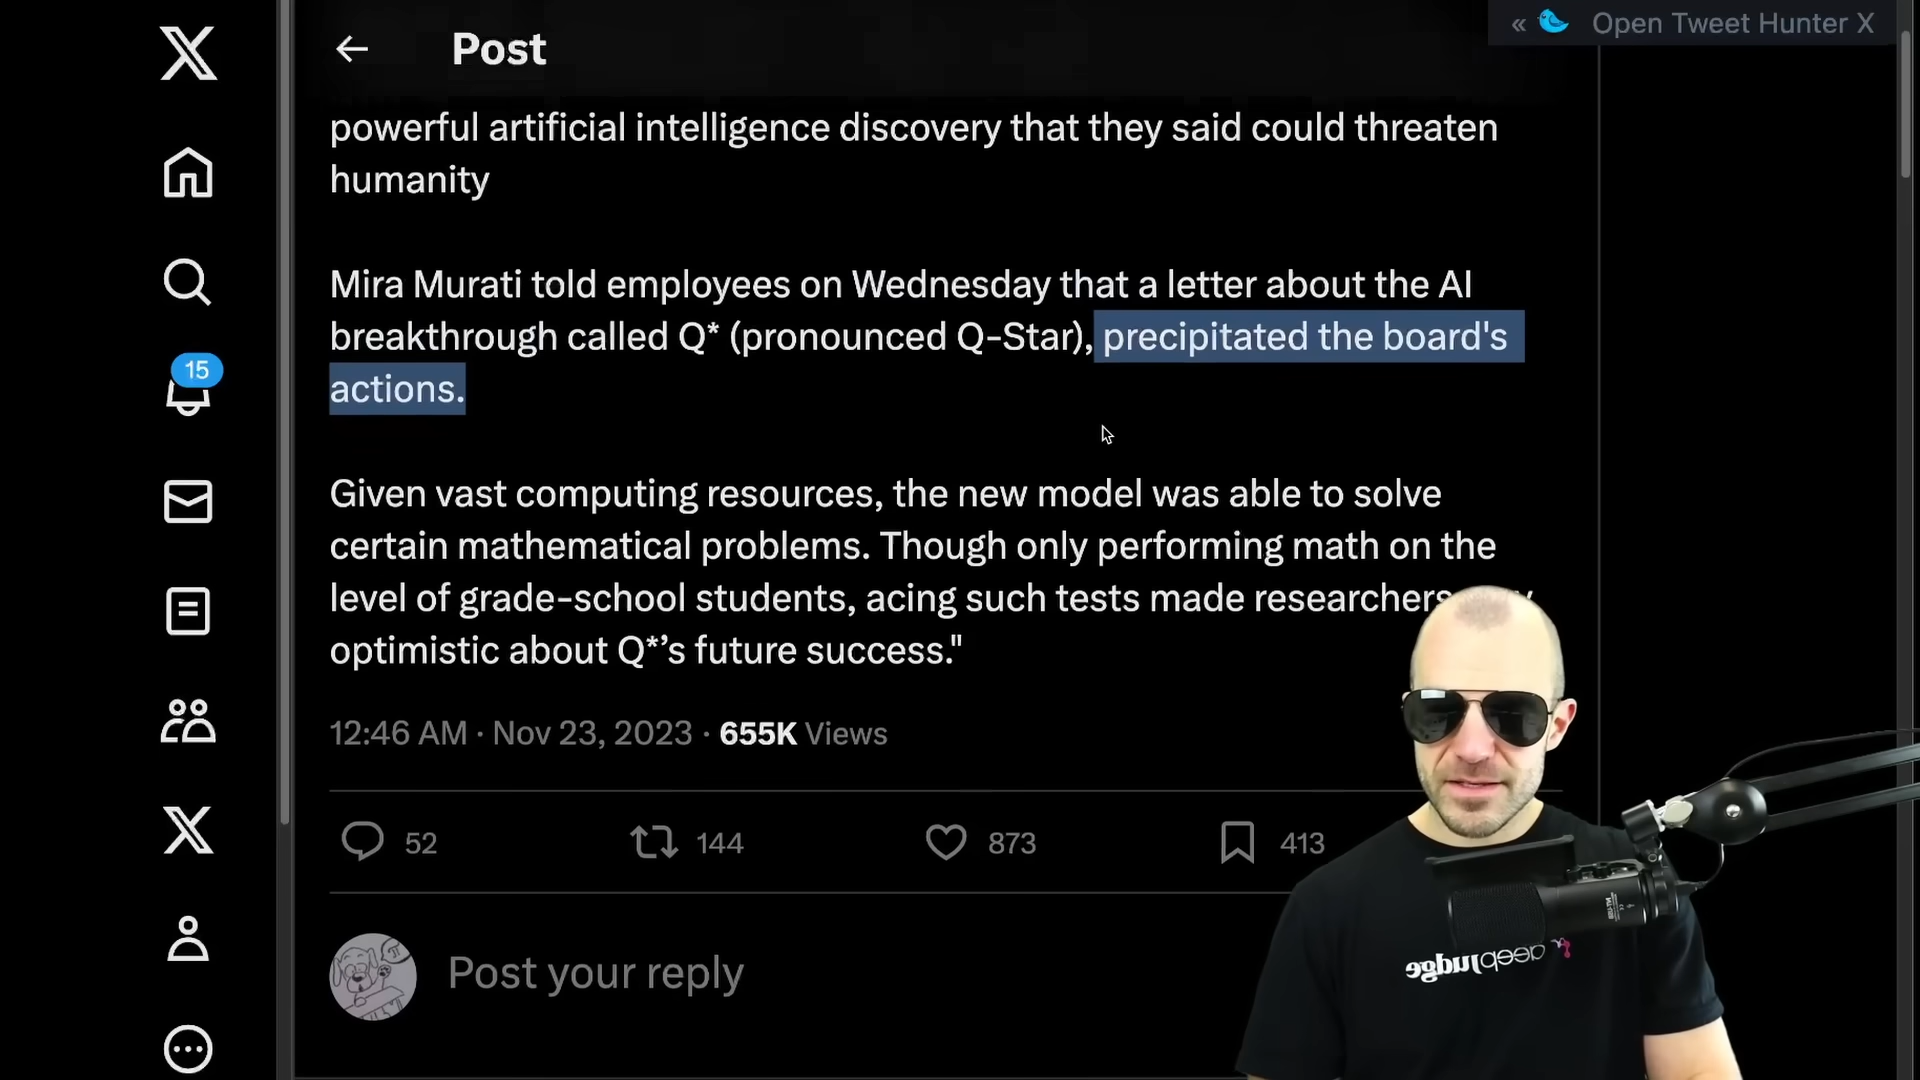 « Open Tweet Hunter X
Post
powerful artificial intelligence discovery that they said could threaten
humanity
Mira Murati told employees on Wednesday that a letter about the AI
breakthrough called Q* (pronounced Q-Star), precipitated the board's
actions.
15
Given vast computing resources, the new model was able to solve
certain mathematical problems. Though only performing math on the
level of grade-school students, acing such tests made researchers
optimistic about Q*’s future success."
12:46 AM · Nov 23, 2023 · 655K Views
52 144 873 413
Post your reply
deepjudge